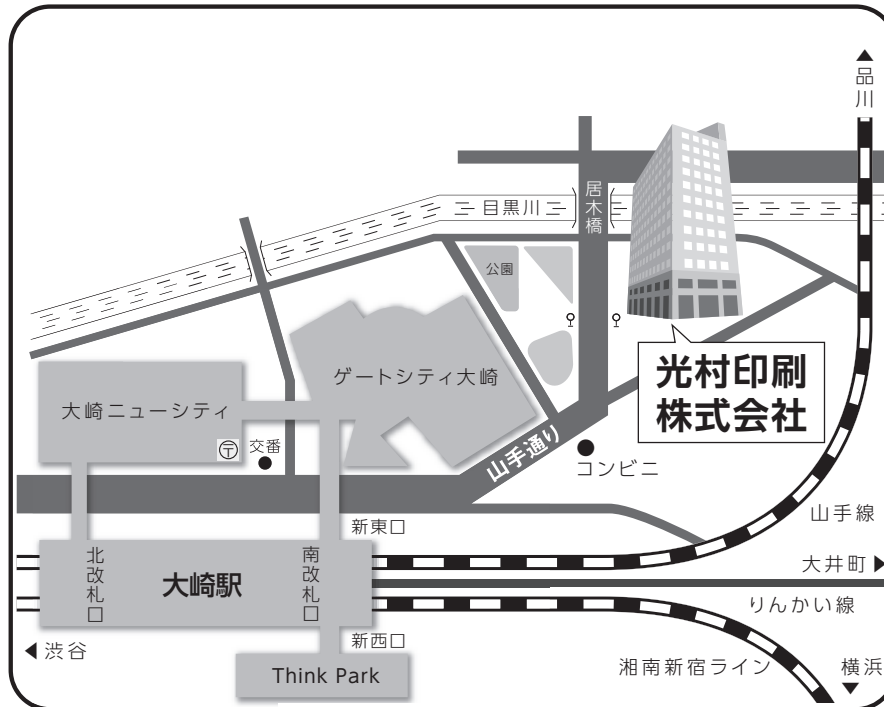 品川
居木橋
目黒川
公園
ゲートシティ大崎
光村印刷
株式会社
大崎ニューシティ
〒
交番
山手通り
コンビニ
山手線
新東口
北改札口
大崎駅
南改札口
大井町
りんかい線
新西口
渋谷
Think Park
湘南新宿ライン
横浜